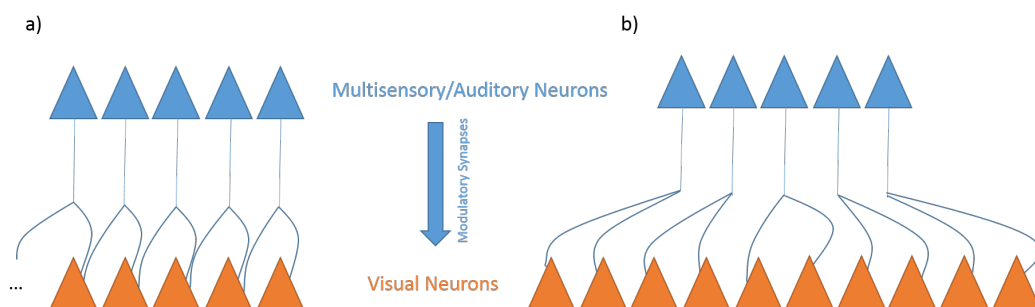 a)
b)
Multisensory/Auditory Neurons
Modulatory Synapses
Visual Neurons
...